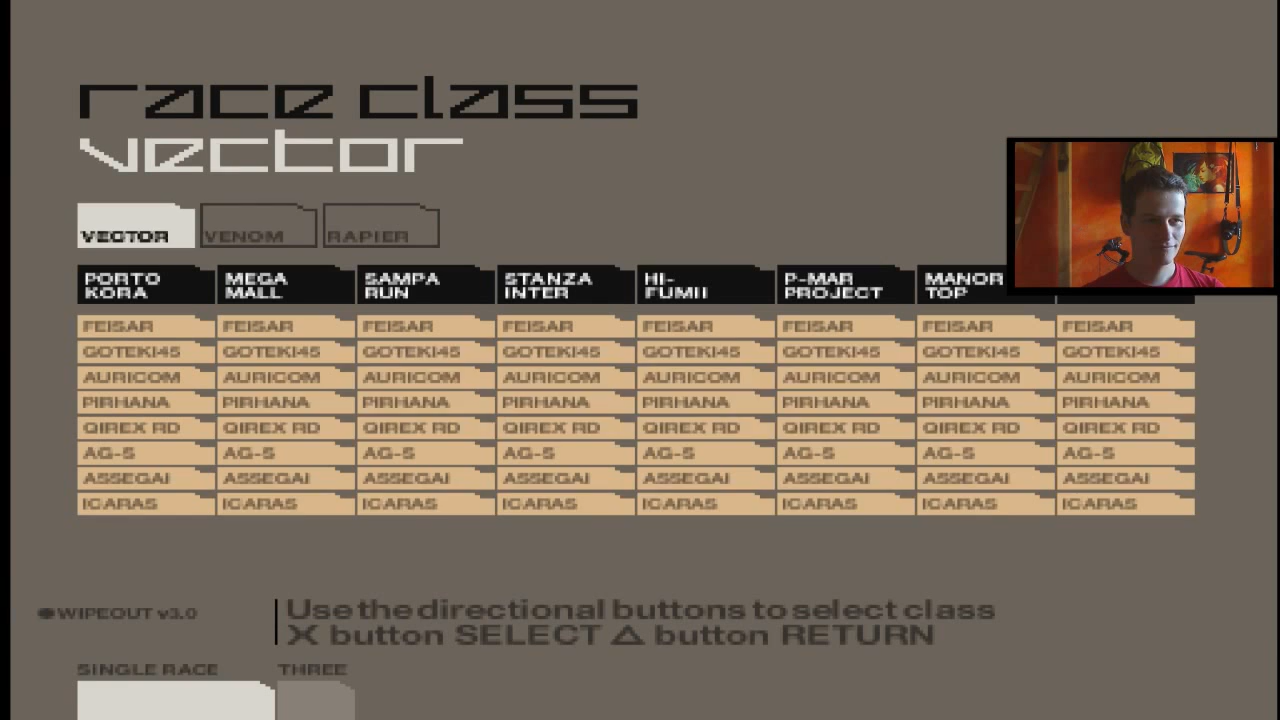 race class
vector
VECTOR VENOM RAPIER
PORTO KORA MEGA MALL SAMPA RUN STANZA INTER HI-FUMII P-MAR PROJECT MANOR TOP
FEISAR FEISAR FEISAR FEISAR FEISAR FEISAR FEISAR FEISAR
GOTEKI45 GOTEKI45 GOTEKI45 GOTEKI45 GOTEKI45 GOTEKI45 GOTEKI45 GOTEKI45
AURICOM AURICOM AURICOM AURICOM AURICOM AURICOM AURICOM AURICOM
PIRHANA PIRHANA PIRHANA PIRHANA PIRHANA PIRHANA PIRHANA PIRHANA
QIREX RD QIREX RD QIREX RD QIREX RD QIREX RD QIREX RD QIREX RD QIREX RD
AG-S AG-S AG-S AG-S AG-S AG-S AG-S AG-S
ASSEGAI ASSEGAI ASSEGAI ASSEGAI ASSEGAI ASSEGAI ASSEGAI ASSEGAI
ICARAS ICARAS ICARAS ICARAS ICARAS ICARAS ICARAS ICARAS
WIPEOUT v3.0
Use the directional buttons to select class
X button SELECT △ button RETURN
SINGLE RACE THREE